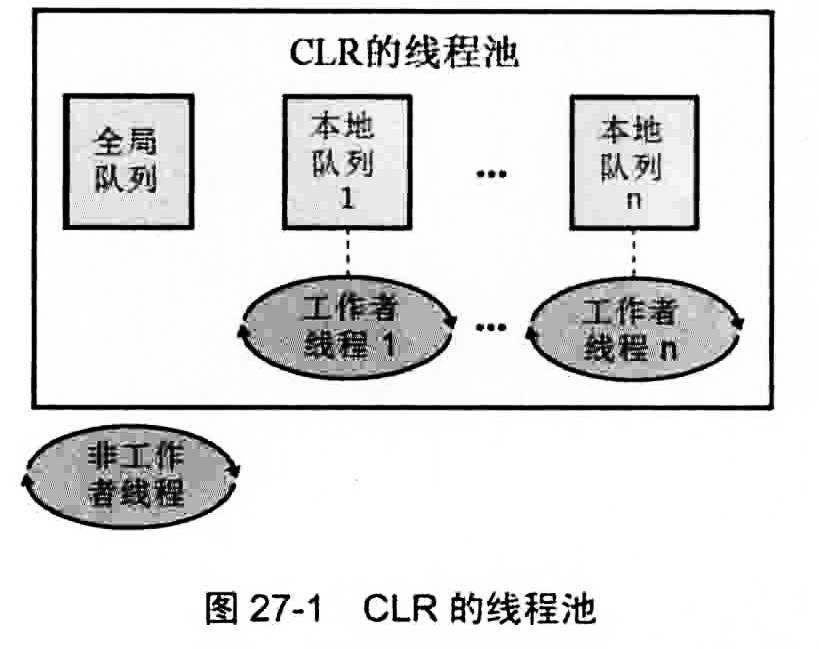 CLR的线程池
全局
队列
本地
队列
1
...
本地
队列
n
工作者
线程 1
...
工作者
线程 n
非工作
者线程
图 27-1 CLR 的线程池